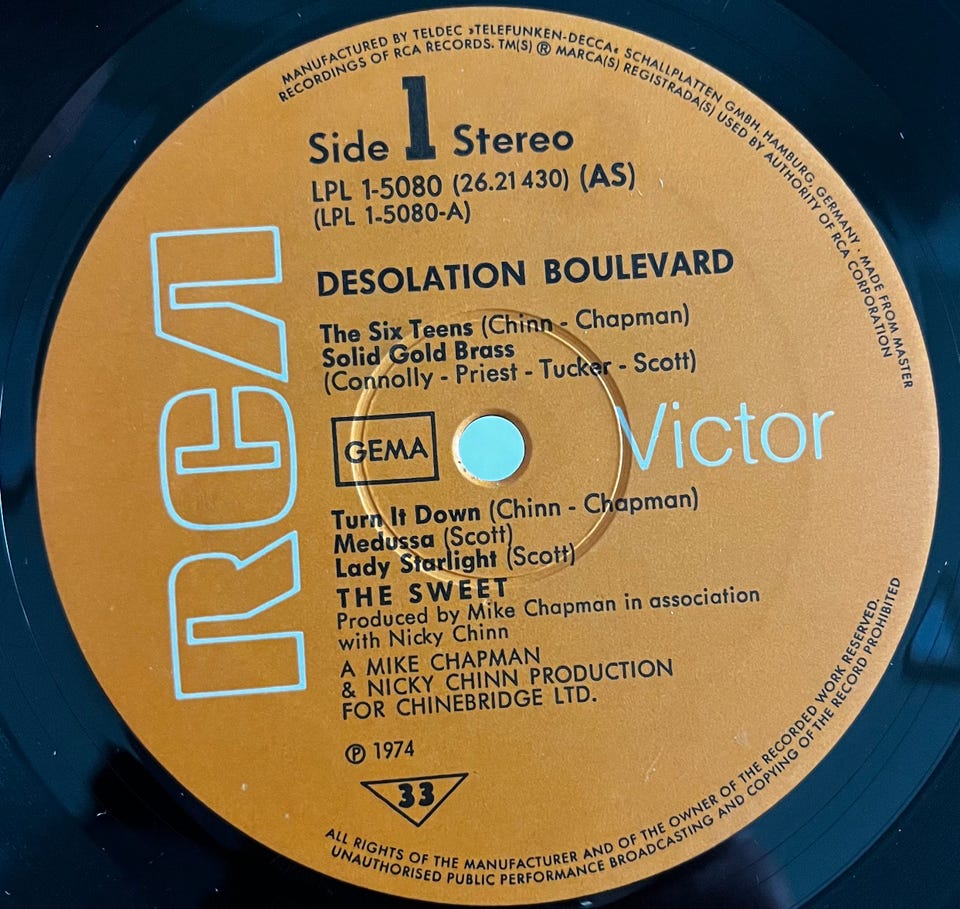 MANUFACTURED BY TELDEC »TELEFUNKEN-DECCA« SCHALLPLATTEN GMBH, HAMBURG, GERMANY · MADE FROM MASTER
RECORDINGS OF RCA RECORDS. TM(S) ® MARCA(S) REGISTRADA(S) USED BY AUTHORITY OF RCA CORPORATION
Side 1 Stereo
LPL 1-5080 (26.21 430) (AS)
(LPL 1-5080-A)
DESOLATION BOULEVARD
The Six Teens (Chinn - Chapman)
Solid Gold Brass
(Connolly - Priest - Tucker - Scott)
RCA
GEMA
Victor
Turn It Down (Chinn - Chapman)
Medussa (Scott)
Lady Starlight (Scott)
THE SWEET
Produced by Mike Chapman in association
with Nicky Chinn
A MIKE CHAPMAN
& NICKY CHINN PRODUCTION
FOR CHINEBRIDGE LTD.
℗ 1974
33
ALL RIGHTS OF THE MANUFACTURER AND OF THE OWNER OF THE RECORDED WORK RESERVED.
UNAUTHORISED PUBLIC PERFORMANCE BROADCASTING AND COPYING OF THE RECORD PROHIBITED